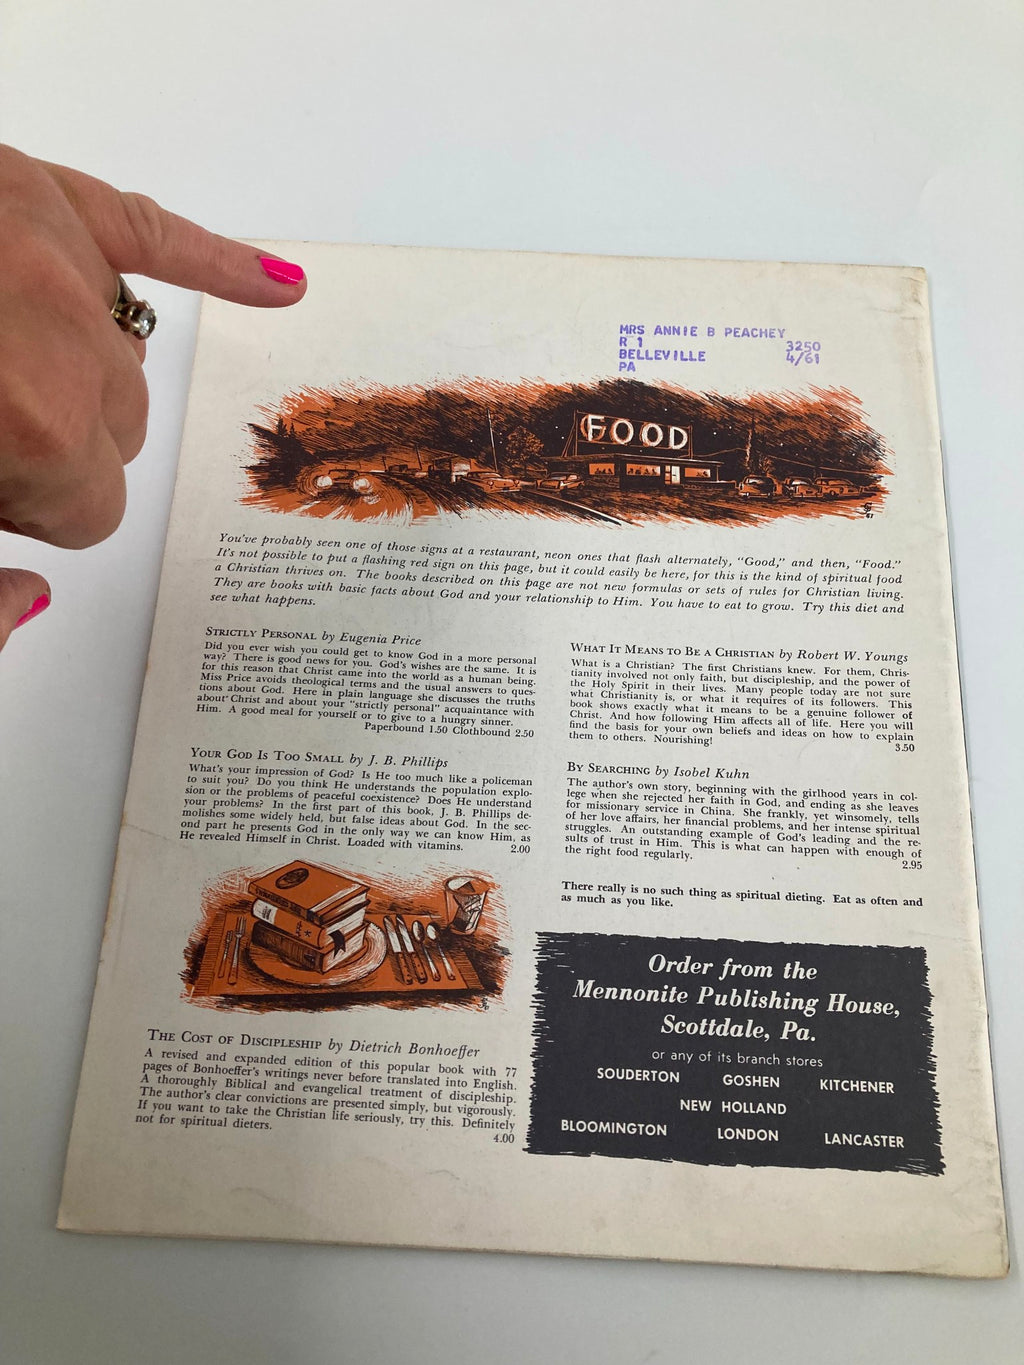 MRS ANNIE B PEACHEY
R 1 3250
BELLEVILLE 4/61
PA
FOOD
You've probably seen one of those signs at a restaurant, neon ones that flash alternately, "Good," and then, "Food."
It's not possible to put a flashing red sign on this page, but it could easily be here, for this is the kind of spiritual food
a Christian thrives on. The books described on this page are not new formulas or sets of rules for Christian living.
They are books with basic facts about God and your relationship to Him. You have to eat to grow. Try this diet and
see what happens.
STRICTLY PERSONAL by Eugenia Price
Did you ever wish you could get to know God in a more personal
way? There is good news for you. God's wishes are the same. It is
for this reason that Christ came into the world as a human being.
Miss Price avoids theological terms and the usual answers to ques-
tions about God. Here in plain language she discusses the truths
about Christ and about your "strictly personal" acquaintance with
Him. A good meal for yourself or to give to a hungry sinner.
Paperbound 1.50 Clothbound 2.50
YOUR GOD IS TOO SMALL by J. B. Phillips
What's your impression of God? Is He too much like a policeman
to suit you? Do you think He understands the population explo-
sion or the problems of peaceful coexistence? Does He understand
your problems? In the first part of this book, J. B. Phillips de-
molishes some widely held, but false ideas about God. In the sec-
ond part he presents God in the only way we can know Him, as
He revealed Himself in Christ. Loaded with vitamins. 2.00
THE COST OF DISCIPLESHIP by Dietrich Bonhoeffer
A revised and expanded edition of this popular book with 77
pages of Bonhoeffer's writings never before translated into English.
A thoroughly Biblical and evangelical treatment of discipleship.
The author's clear convictions are presented simply, but vigorously.
If you want to take the Christian life seriously, try this. Definitely
not for spiritual dieters.
4.00
WHAT IT MEANS TO BE A CHRISTIAN by Robert W. Youngs
What is a Christian? The first Christians knew. For them, Chris-
tianity involved not only faith, but discipleship, and the power of
the Holy Spirit in their lives. Many people today are not sure
what Christianity is, or what it requires of its followers. This
book shows exactly what it means to be a genuine follower of
Christ. And how following Him affects all of life. Here you will
find the basis for your own beliefs and ideas on how to explain
them to others. Nourishing! 3.50
BY SEARCHING by Isobel Kuhn
The author's own story, beginning with the girlhood years in col-
lege when she rejected her faith in God, and ending as she leaves
for missionary service in China. She frankly, yet winsomely, tells
of her love affairs, her financial problems, and her intense spiritual
struggles. An outstanding example of God's leading and the re-
sults of trust in Him. This is what can happen with enough of
the right food regularly. 2.95
There really is no such thing as spiritual dieting. Eat as often and
as much as you like.
Order from the
Mennonite Publishing House,
Scottdale, Pa.
or any of its branch stores
SOUDERTON GOSHEN KITCHENER
NEW HOLLAND
BLOOMINGTON LONDON LANCASTER